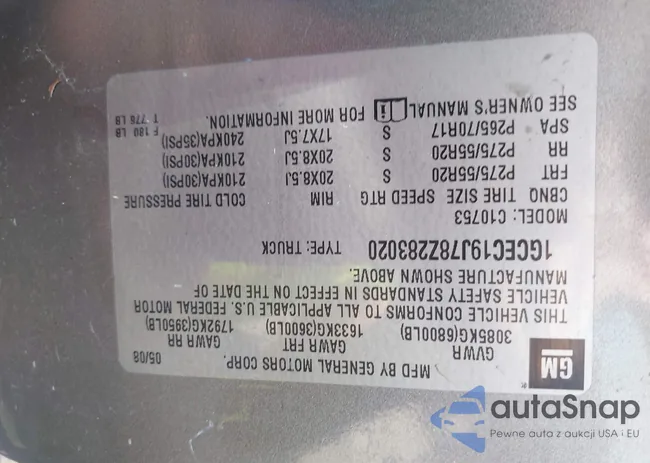 GM
MFD BY GENERAL MOTORS CORP.
05/08
GVWR GAWR FRT GAWR RR
3085KG(6800LB) 1633KG(3600LB) 1792KG(3950LB)
THIS VEHICLE CONFORMS TO ALL APPLICABLE U.S. FEDERAL MOTOR
VEHICLE SAFETY STANDARDS IN EFFECT ON THE DATE OF
MANUFACTURE SHOWN ABOVE.
1GCEC19J78Z283020 TYPE: TRUCK
MODEL: C10753
CBNQ TIRE SIZE SPEED RTG RIM COLD TIRE PRESSURE
FRT P275/55R20 S 20X8.5J 210KPA(30PSI)
RR P275/55R20 S 20X8.5J 210KPA(30PSI)
SPA P265/70R17 S 17X7.5J 240KPA(35PSI)
SEE OWNER'S MANUAL i FOR MORE INFORMATION.
F 180 LB
T 776 LB
autaSnap
Pewne auta z aukcji USA i EU